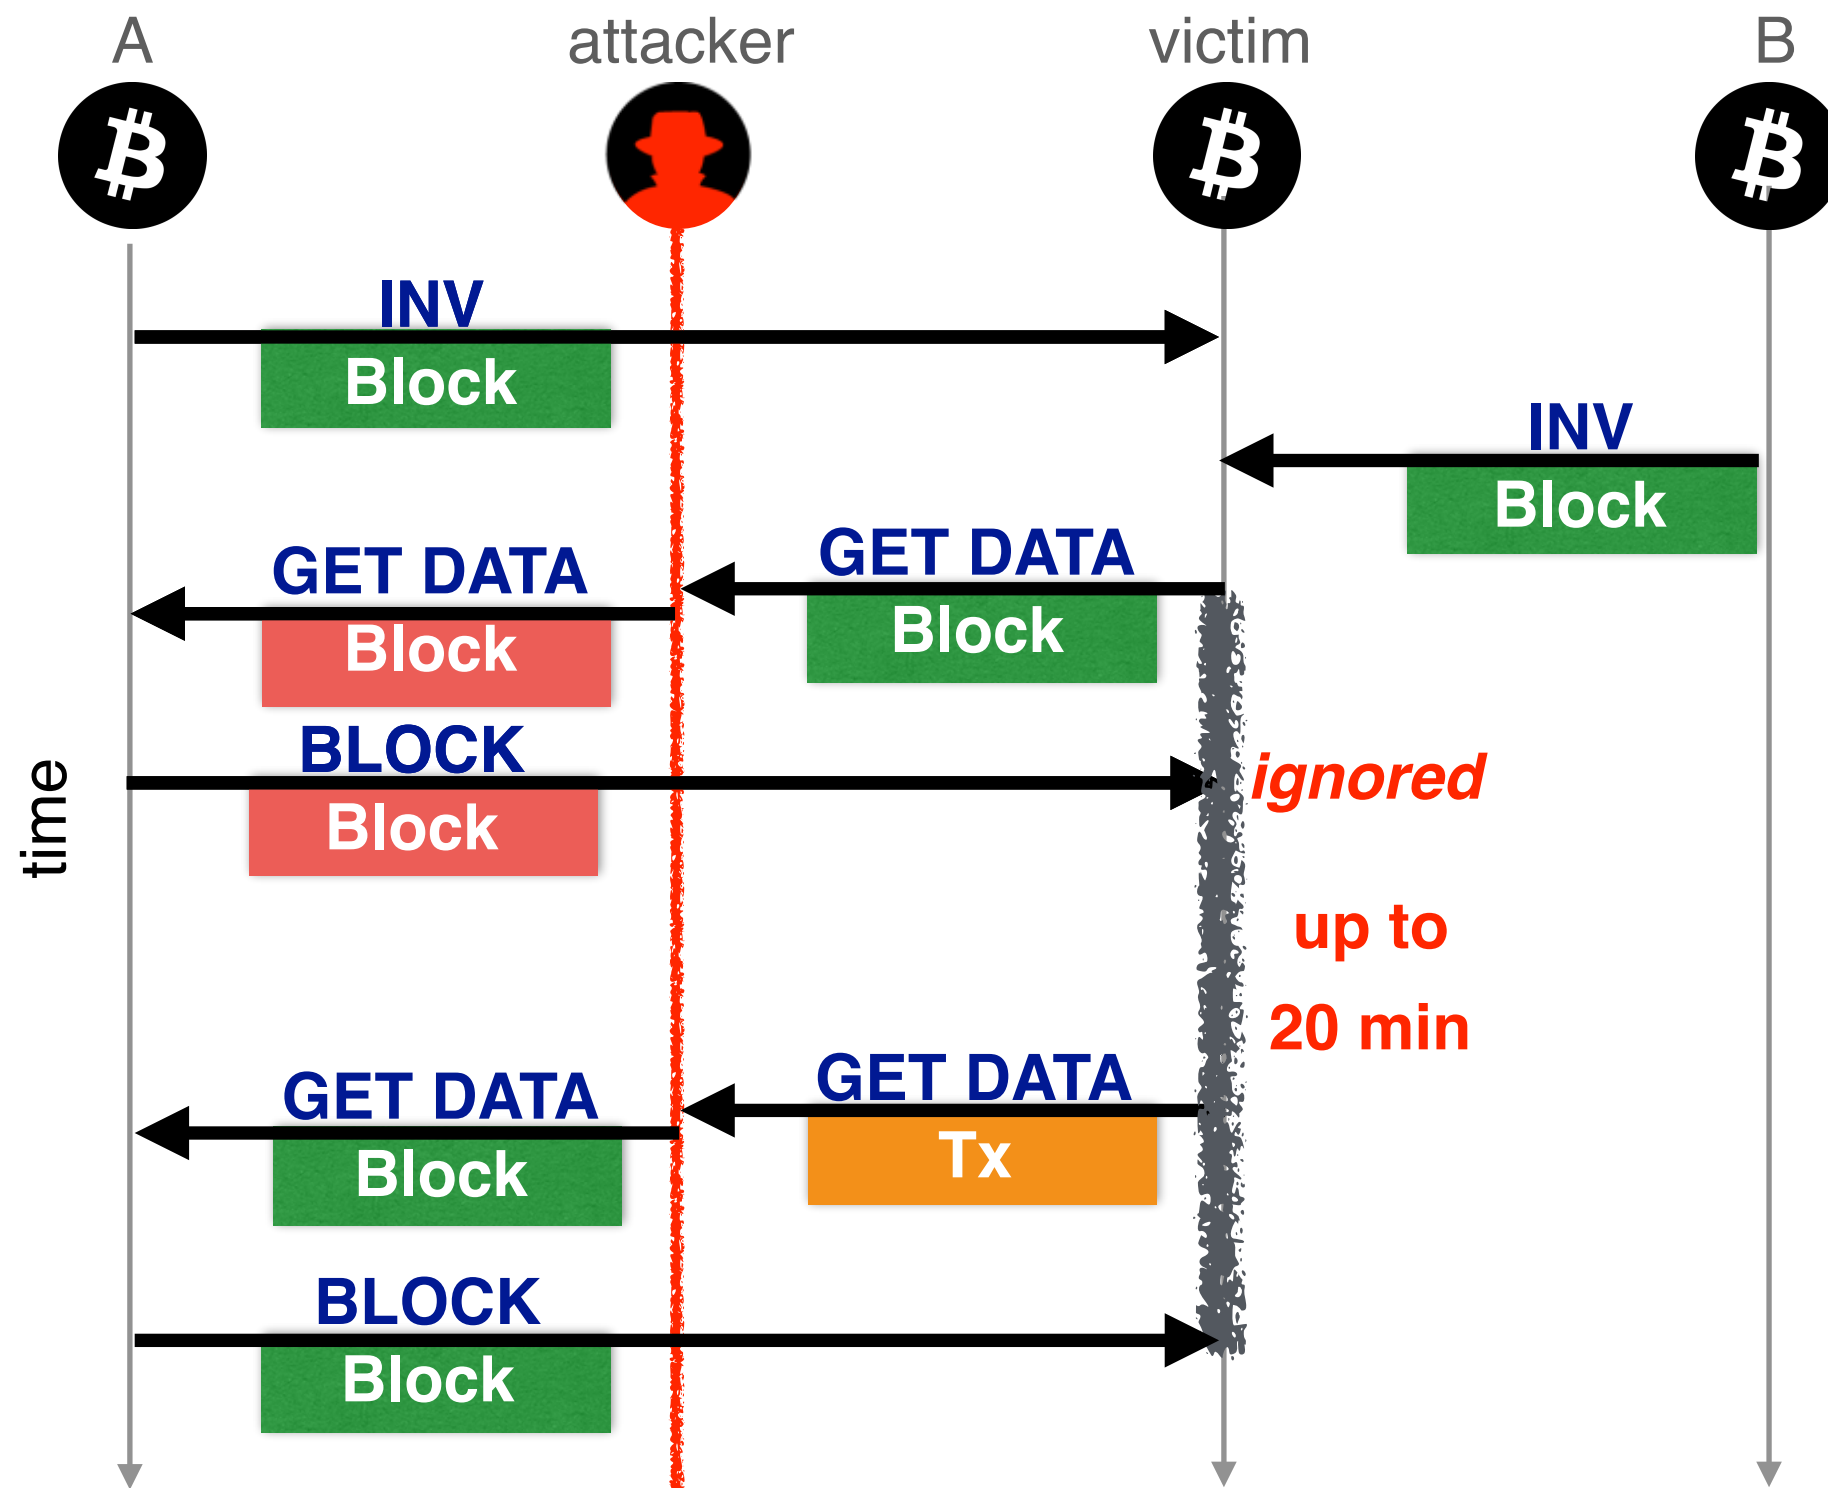 A
attacker
victim
B
INV
Block
INV
Block
GET DATA
Block
GET DATA
Block
BLOCK
Block
ignored
time
up to
20 min
GET DATA
Tx
GET DATA
Block
BLOCK
Block